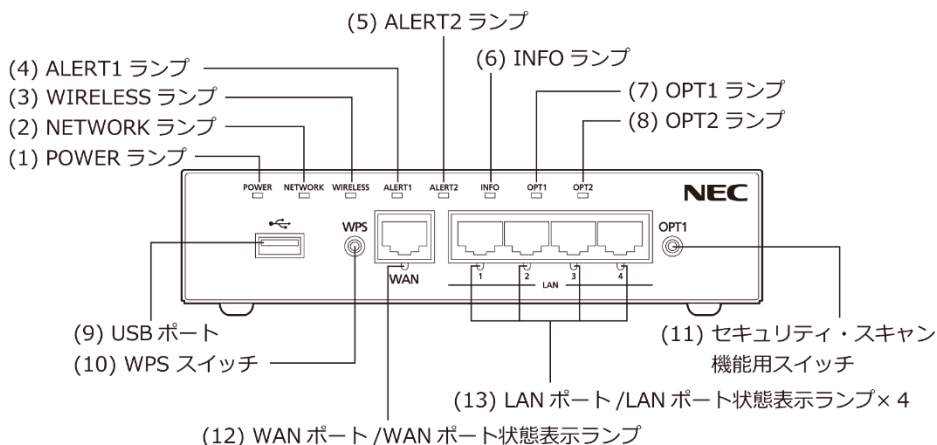 (5) ALERT2 ランプ
(4) ALERT1 ランプ
(6) INFO ランプ
(3) WIRELESS ランプ
(7) OPT1 ランプ
(2) NETWORK ランプ
(8) OPT2 ランプ
(1) POWER ランプ
POWER NETWORK WIRELESS ALERT1 ALERT2 INFO OPT1 OPT2
NEC
WPS
OPT1
WAN
1 2 3 4
LAN
(9) USB ポート
(10) WPS スイッチ
(11) セキュリティ・スキャン
機能用スイッチ
(13) LAN ポート /LAN ポート状態表示ランプ× 4
(12) WAN ポート /WAN ポート状態表示ランプ